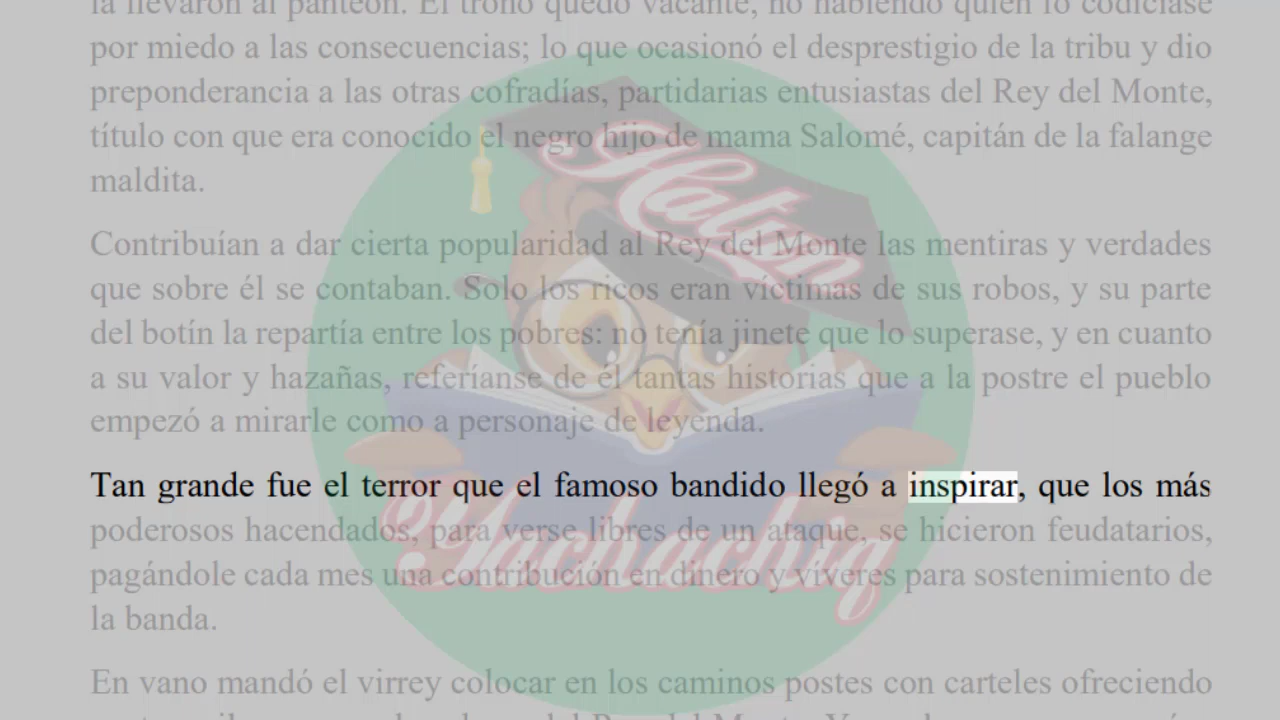 la llevaron al panteón. El trono quedó vacante, no habiendo quien lo codiciase
por miedo a las consecuencias; lo que ocasionó el desprestigio de la tribu y dio
preponderancia a las otras cofradías, partidarias entusiastas del Rey del Monte,
título con que era conocido el negro hijo de mama Salomé, capitán de la falange
maldita.
Contribuían a dar cierta popularidad al Rey del Monte las mentiras y verdades
que sobre él se contaban. Solo los ricos eran víctimas de sus robos, y su parte
del botín la repartía entre los pobres: no tenía jinete que lo superase, y en cuanto
a su valor y hazañas, referíanse de él tantas historias que a la postre el pueblo
empezó a mirarle como a personaje de leyenda.
Tan grande fue el terror que el famoso bandido llegó a inspirar, que los más
poderosos hacendados, para verse libres de un ataque, se hicieron feudatarios,
pagándole cada mes una contribución en dinero y víveres para sostenimiento de
la banda.
En vano mandó el virrey colocar en los caminos postes con carteles ofreciendo
Hatun
Yachachiq